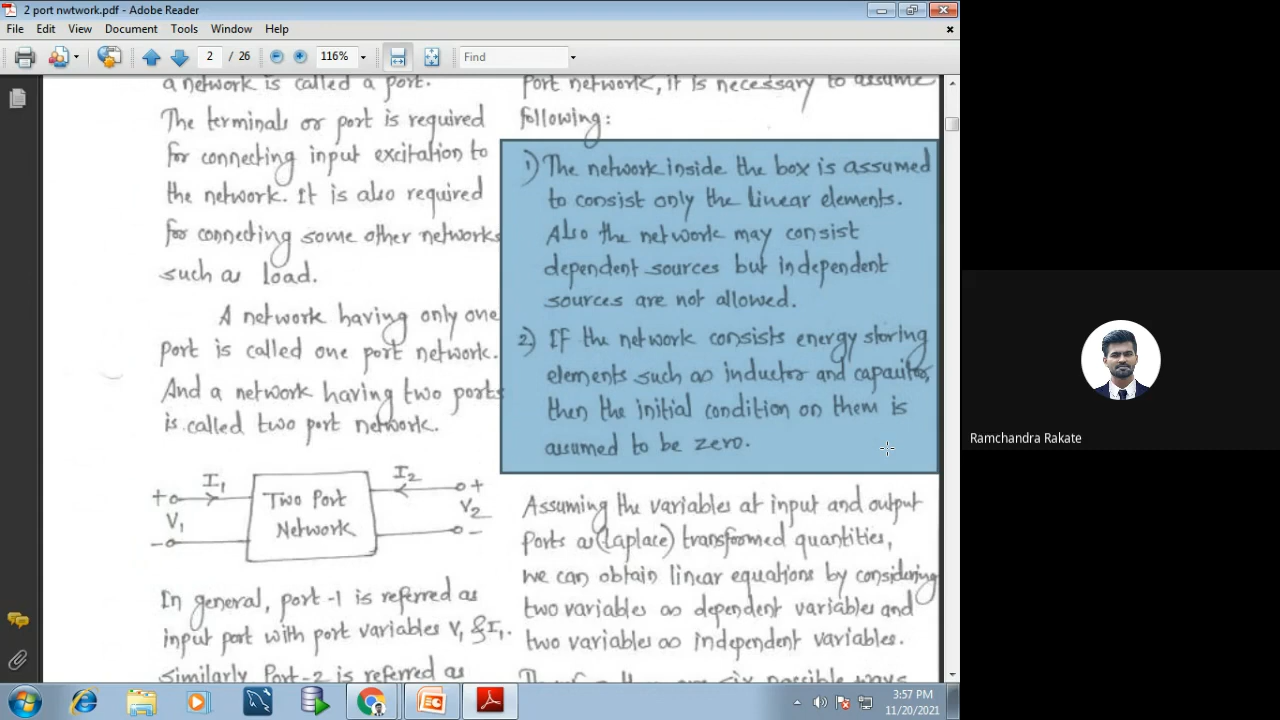 2 port nwtwork.pdf - Adobe Reader
File Edit View Document Tools Window Help
2 / 26 116% Find
a network is called a port.
The terminals or port is required
for connecting input excitation to
the network. It is also required
for connecting some other networks
such as load.
A network having only one
port is called one port network.
And a network having two ports
is called two port network.
I1 I2
+ +
V1 Two Port V2
Network
- -
In general, port-1 is referred as
input port with port variables V1 & I1.
similarly Port-2 is referred as
Port network, it is necessary to assume
following:
1) The network inside the box is assumed
to consist only the linear elements.
Also the network may consist
dependent sources but independent
sources are not allowed.
2) If the network consists energy storing
elements such as inductor and capacitor,
then the initial condition on them is
assumed to be zero.
Assuming the variables at input and output
ports as (Laplace) transformed quantities,
we can obtain linear equations by considering
two variables as dependent variables and
two variables as independent variables.
six possible ways
Ramchandra Rakate
3:57 PM
11/20/2021